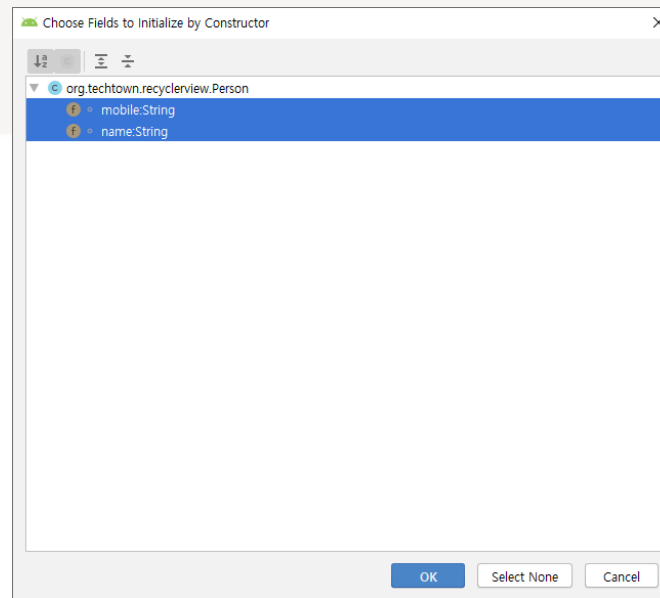 Choose Fields to Initialize by Constructor
org.techtown.recyclerview.Person
mobile:String
name:String
OK Select None Cancel